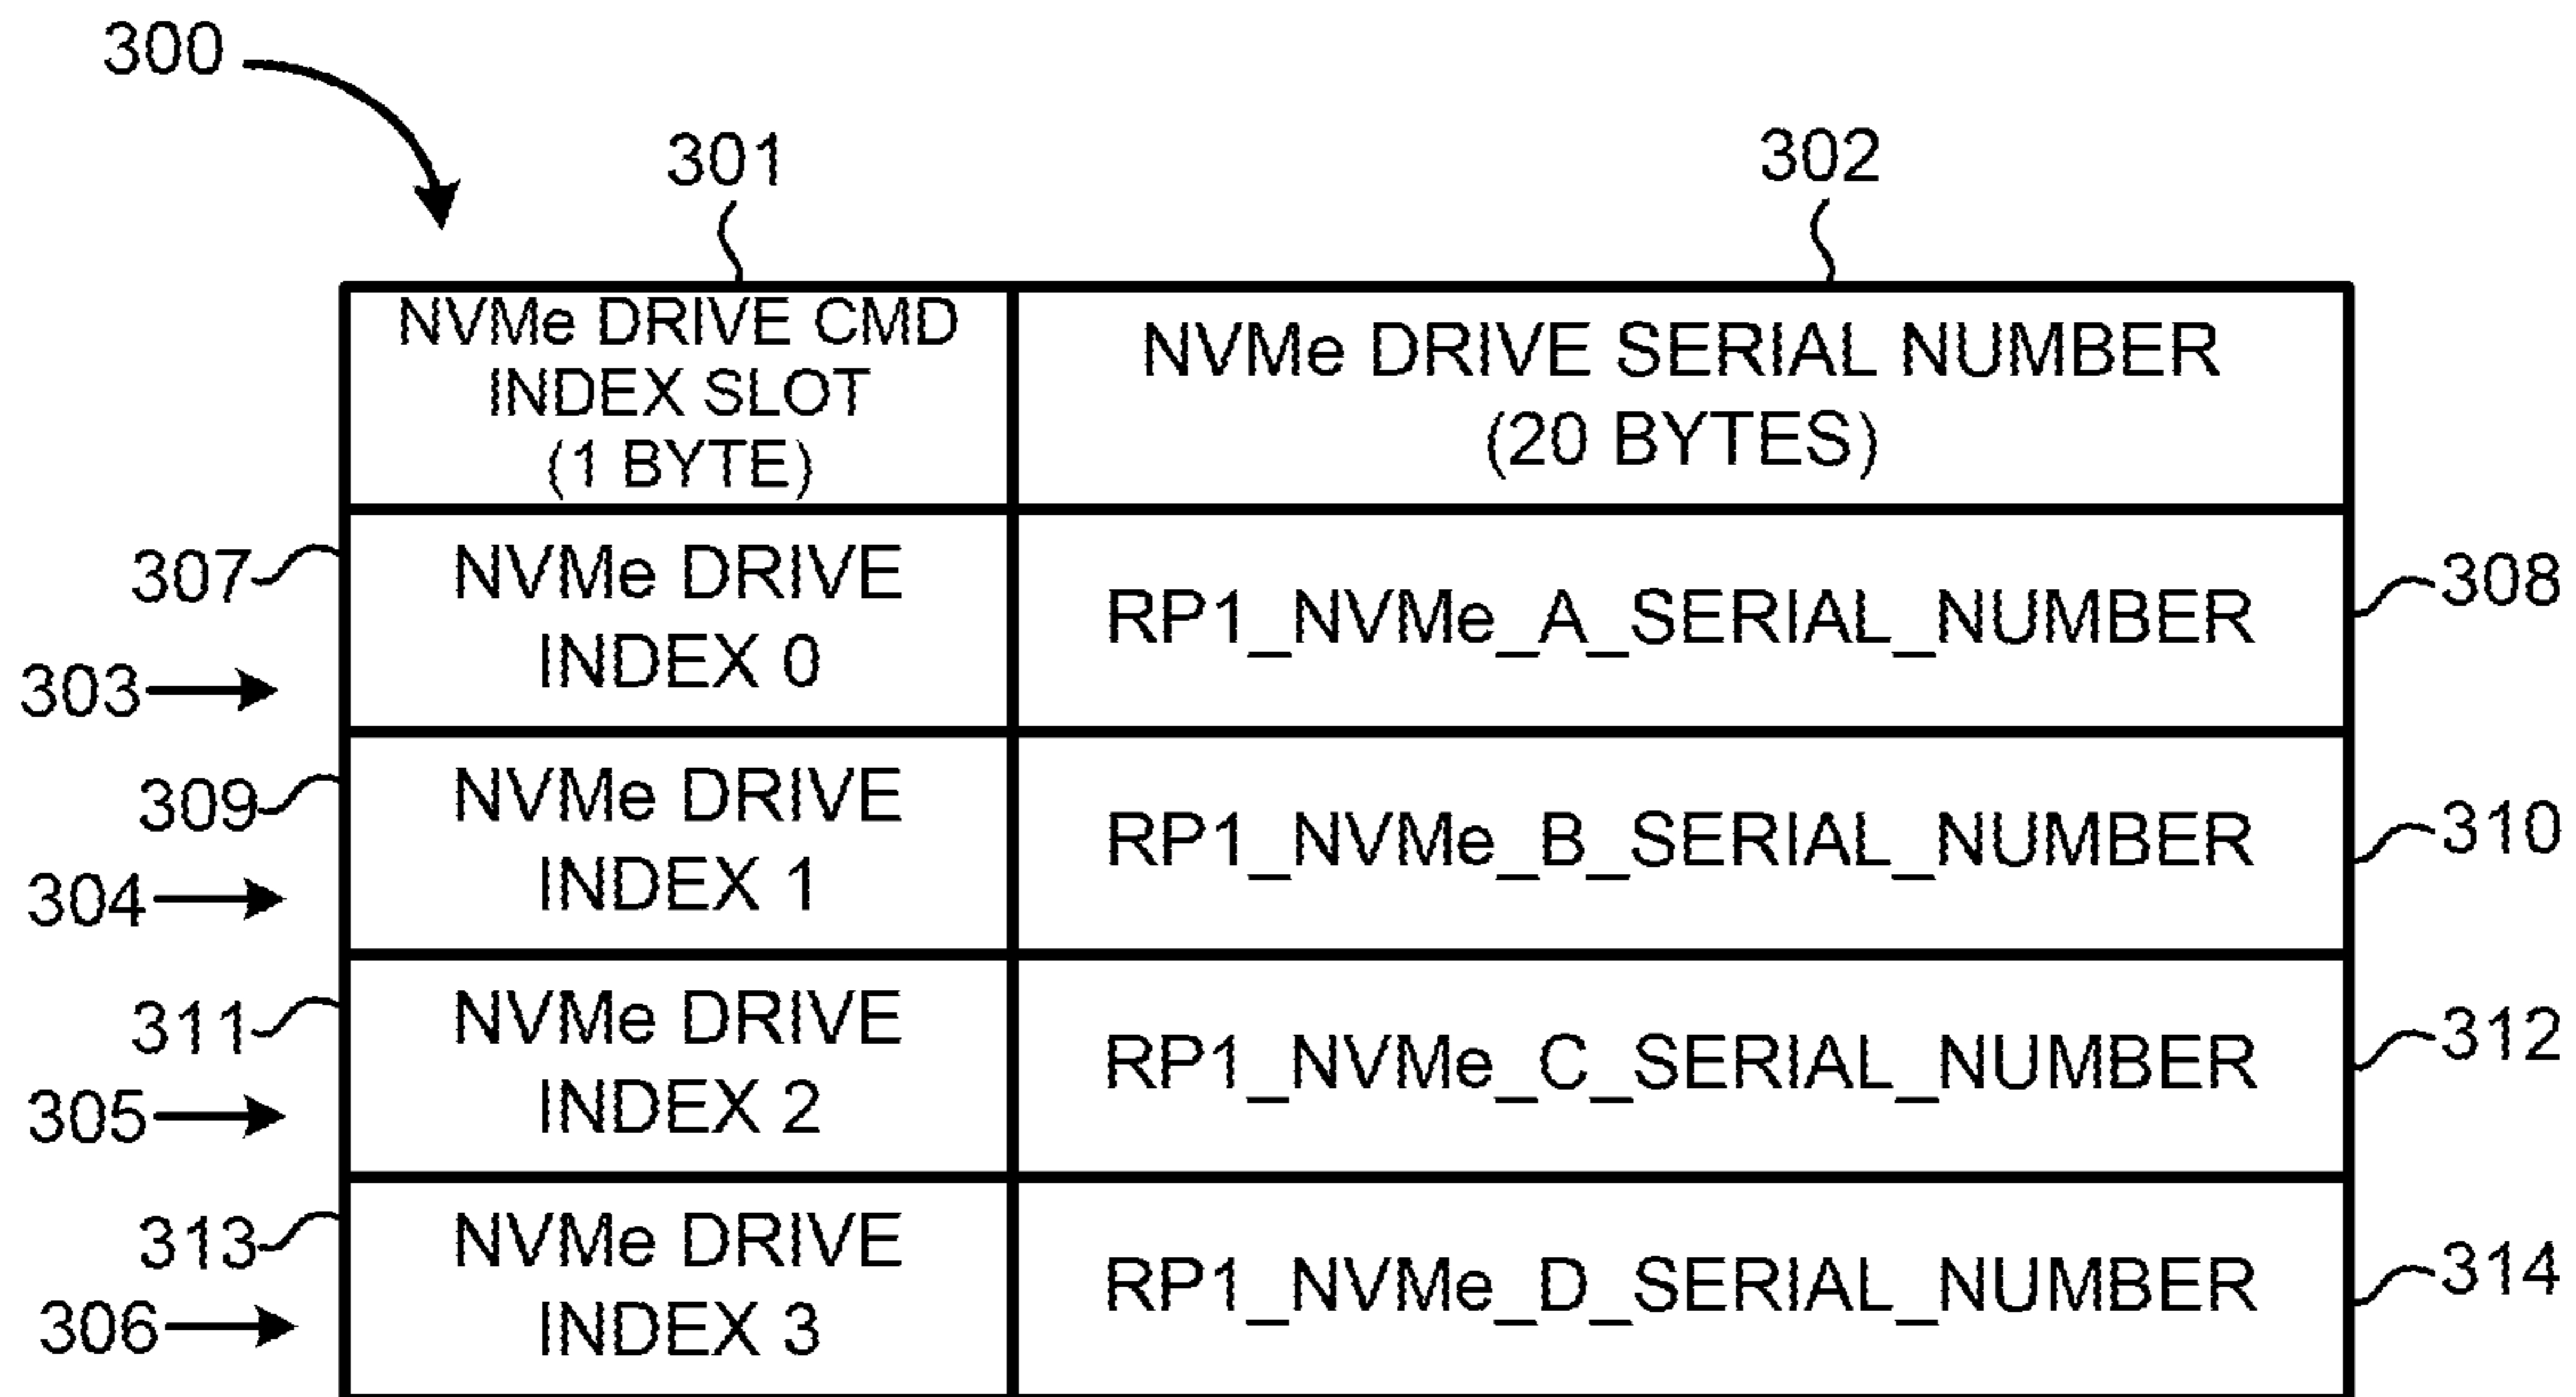 300
301
302
NVMe DRIVE CMD
INDEX SLOT
(1 BYTE)
NVMe DRIVE SERIAL NUMBER
(20 BYTES)
307
303
NVMe DRIVE
INDEX 0
RP1_NVMe_A_SERIAL_NUMBER
308
309
304
NVMe DRIVE
INDEX 1
RP1_NVMe_B_SERIAL_NUMBER
310
311
305
NVMe DRIVE
INDEX 2
RP1_NVMe_C_SERIAL_NUMBER
312
313
306
NVMe DRIVE
INDEX 3
RP1_NVMe_D_SERIAL_NUMBER
314